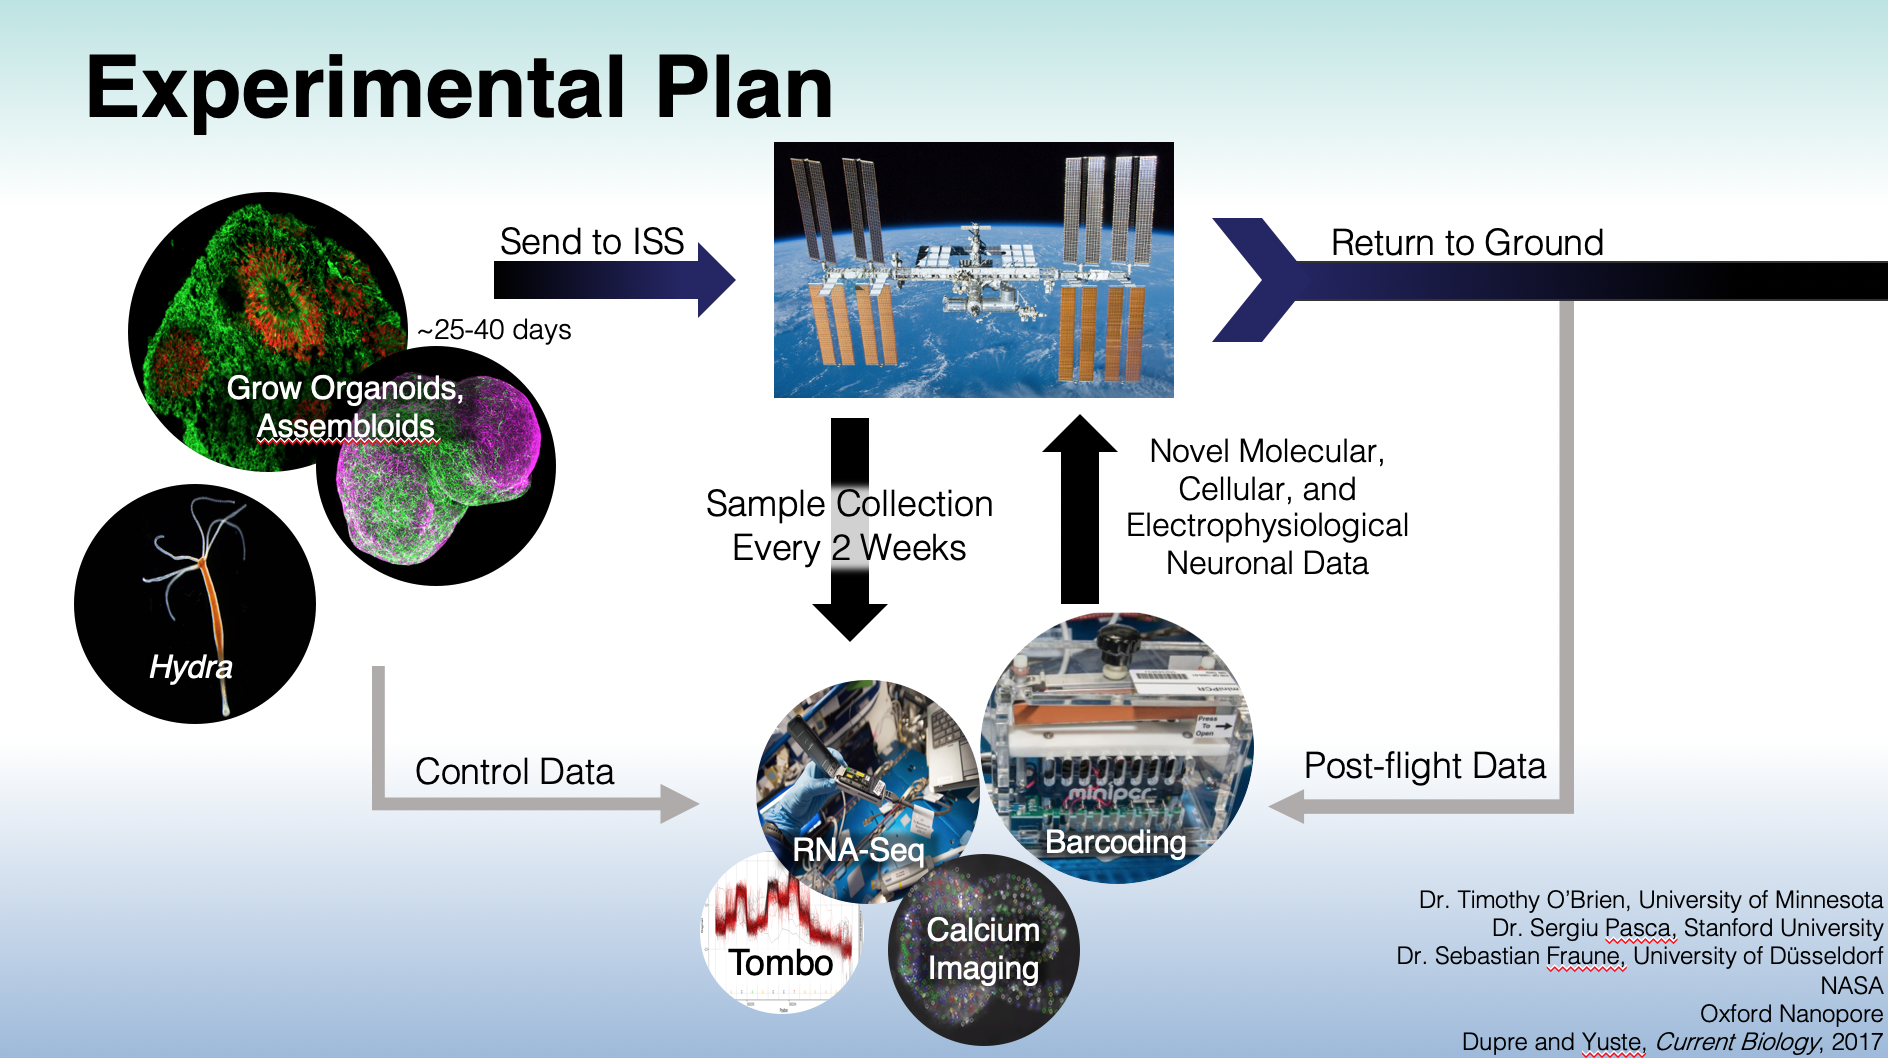 Experimental Plan
Send to ISS
Return to Ground
~25-40 days
Grow Organoids,
Assembloids
Hydra
Sample Collection
Every 2 Weeks
Novel Molecular,
Cellular, and
Electrophysiological
Neuronal Data
Control Data
Post-flight Data
Press
To
Open
minipcr
RNA-Seq
Barcoding
Tombo
Calcium
Imaging
Dr. Timothy O'Brien, University of Minnesota
Dr. Sergiu Pasca, Stanford University
Dr. Sebastian Fraune, University of Düsseldorf
NASA
Oxford Nanopore
Dupre and Yuste, Current Biology, 2017